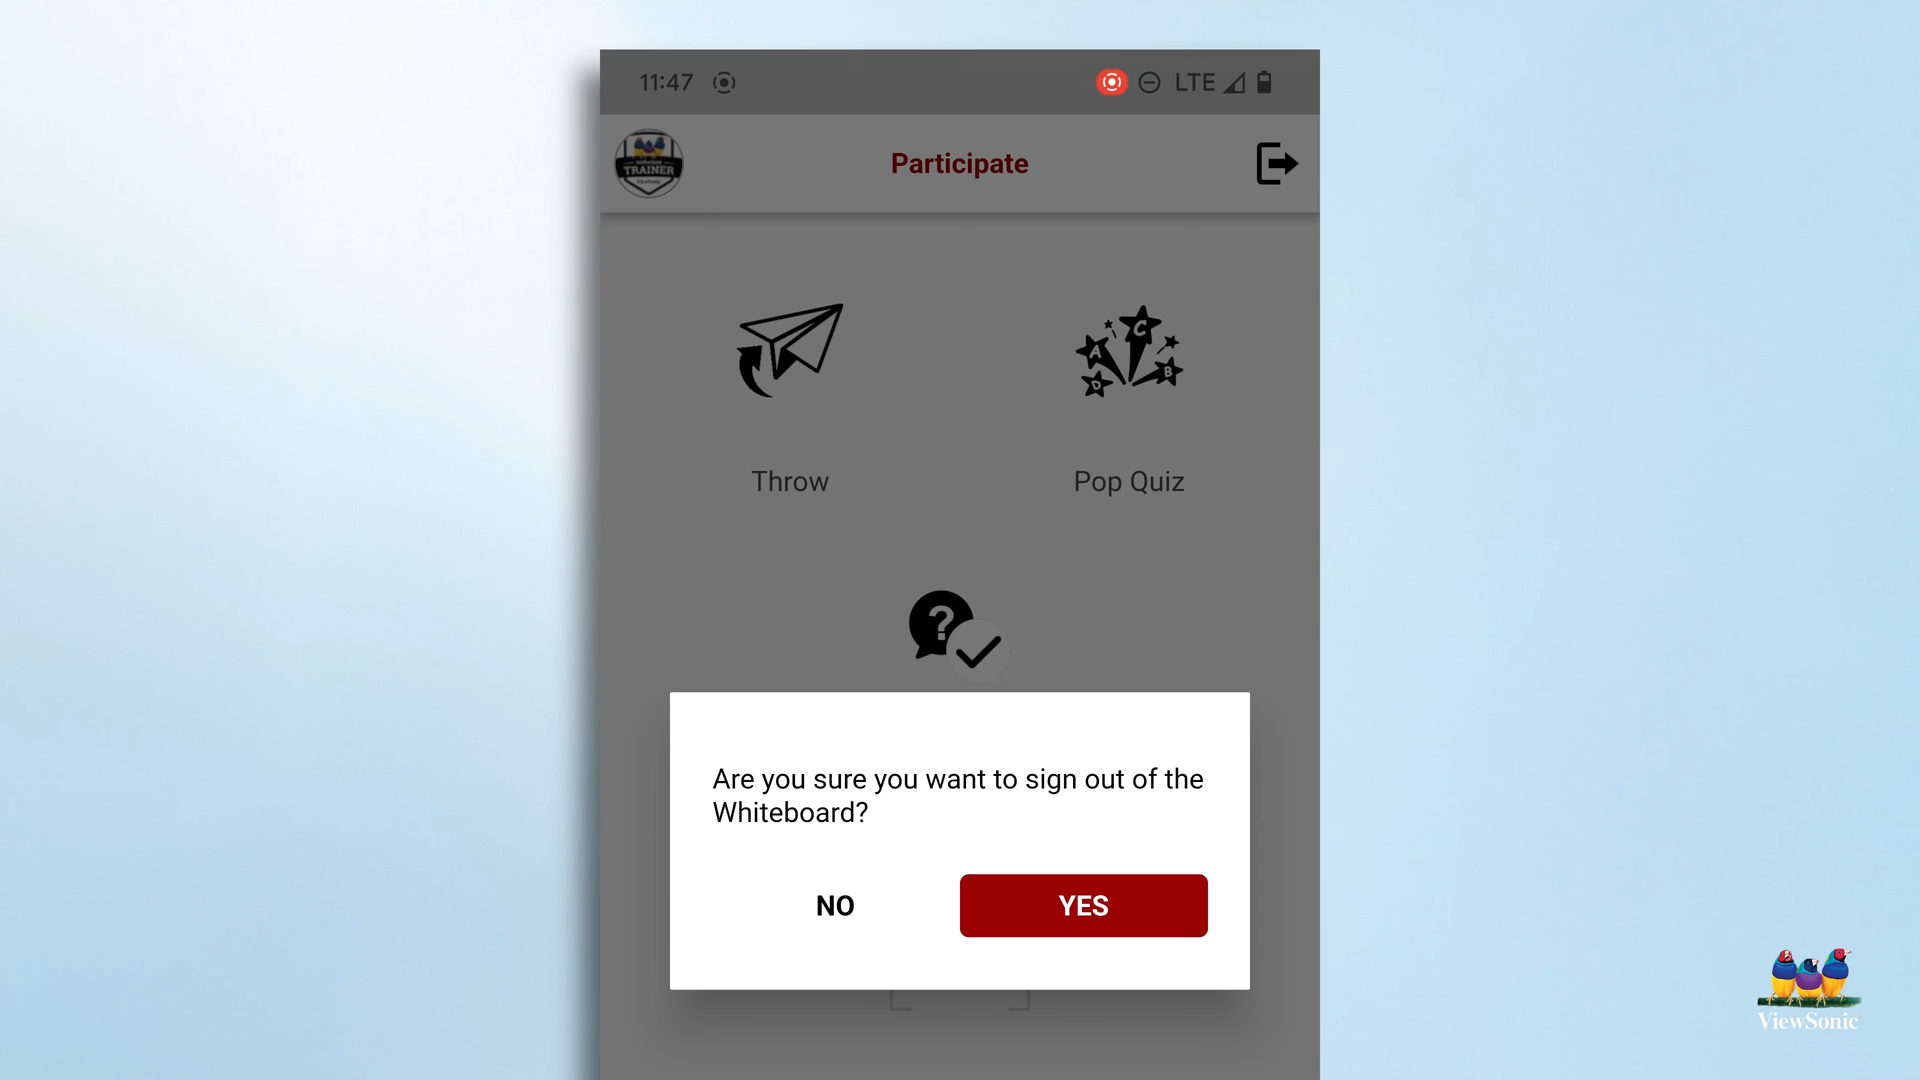 11:47
LTE
TRAINER
Participate
A
C
B
D
Throw
Pop Quiz
?
Are you sure you want to sign out of the
Whiteboard?
NO
YES
ViewSonic